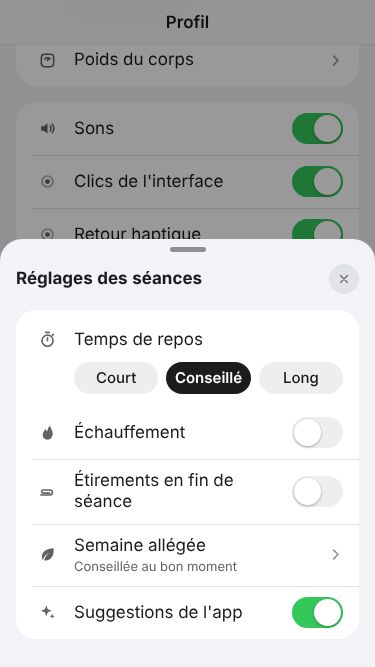 Profil
Poids du corps
Sons
Clics de l'interface
Retour haptique
Réglages des séances
Temps de repos
Court
Conseillé
Long
Échauffement
Étirements en fin de
séance
Semaine allégée
Conseillée au bon moment
Suggestions de l'app